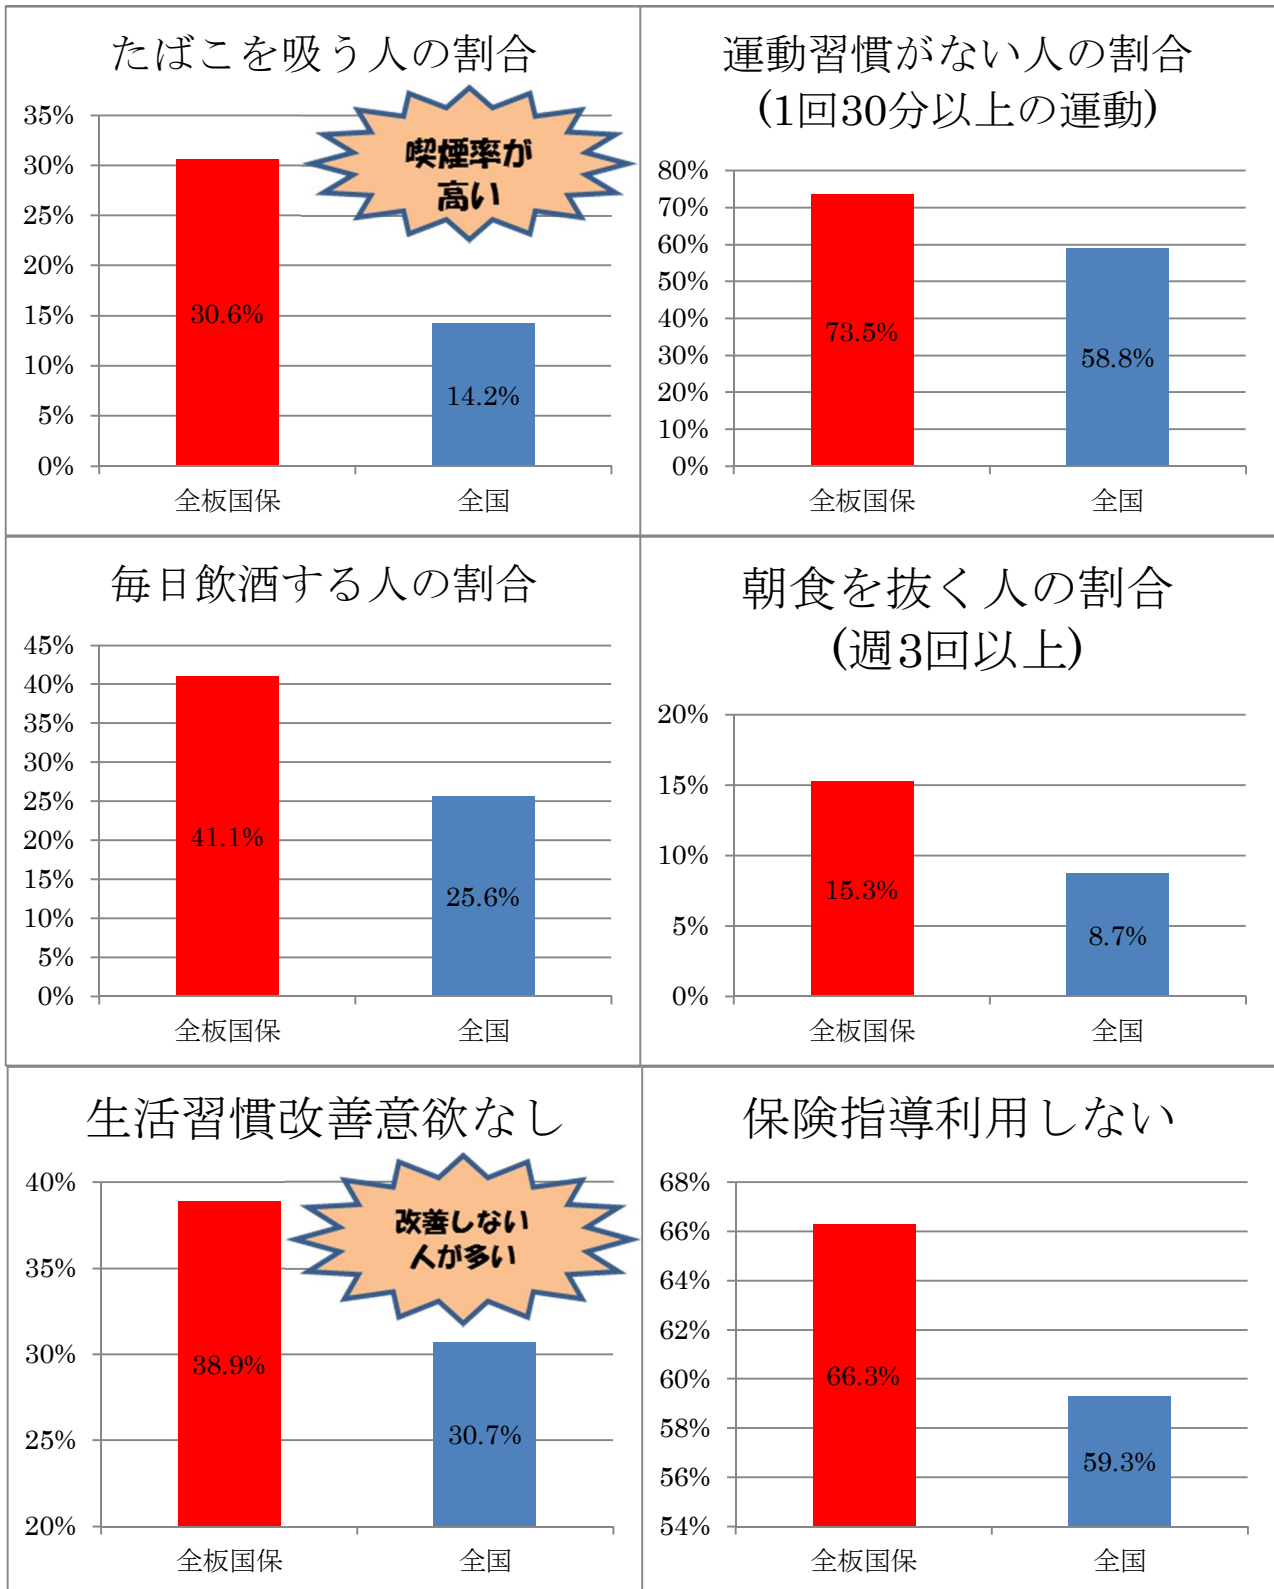 たばこを吸う人の割合
喫煙率が
高い
35%
30%
25%
20%
15%
10%
5%
0%
30.6%
14.2%
全板国保
全国
運動習慣がない人の割合
(1回30分以上の運動)
80%
70%
60%
50%
40%
30%
20%
10%
0%
73.5%
58.8%
全板国保
全国
毎日飲酒する人の割合
45%
40%
35%
30%
25%
20%
15%
10%
5%
0%
41.1%
25.6%
全板国保
全国
朝食を抜く人の割合
(週3回以上)
20%
15%
10%
5%
0%
15.3%
8.7%
全板国保
全国
生活習慣改善意欲なし
改善しない
人が多い
40%
35%
30%
25%
20%
38.9%
30.7%
全板国保
全国
保険指導利用しない
68%
66%
64%
62%
60%
58%
56%
54%
66.3%
59.3%
全板国保
全国